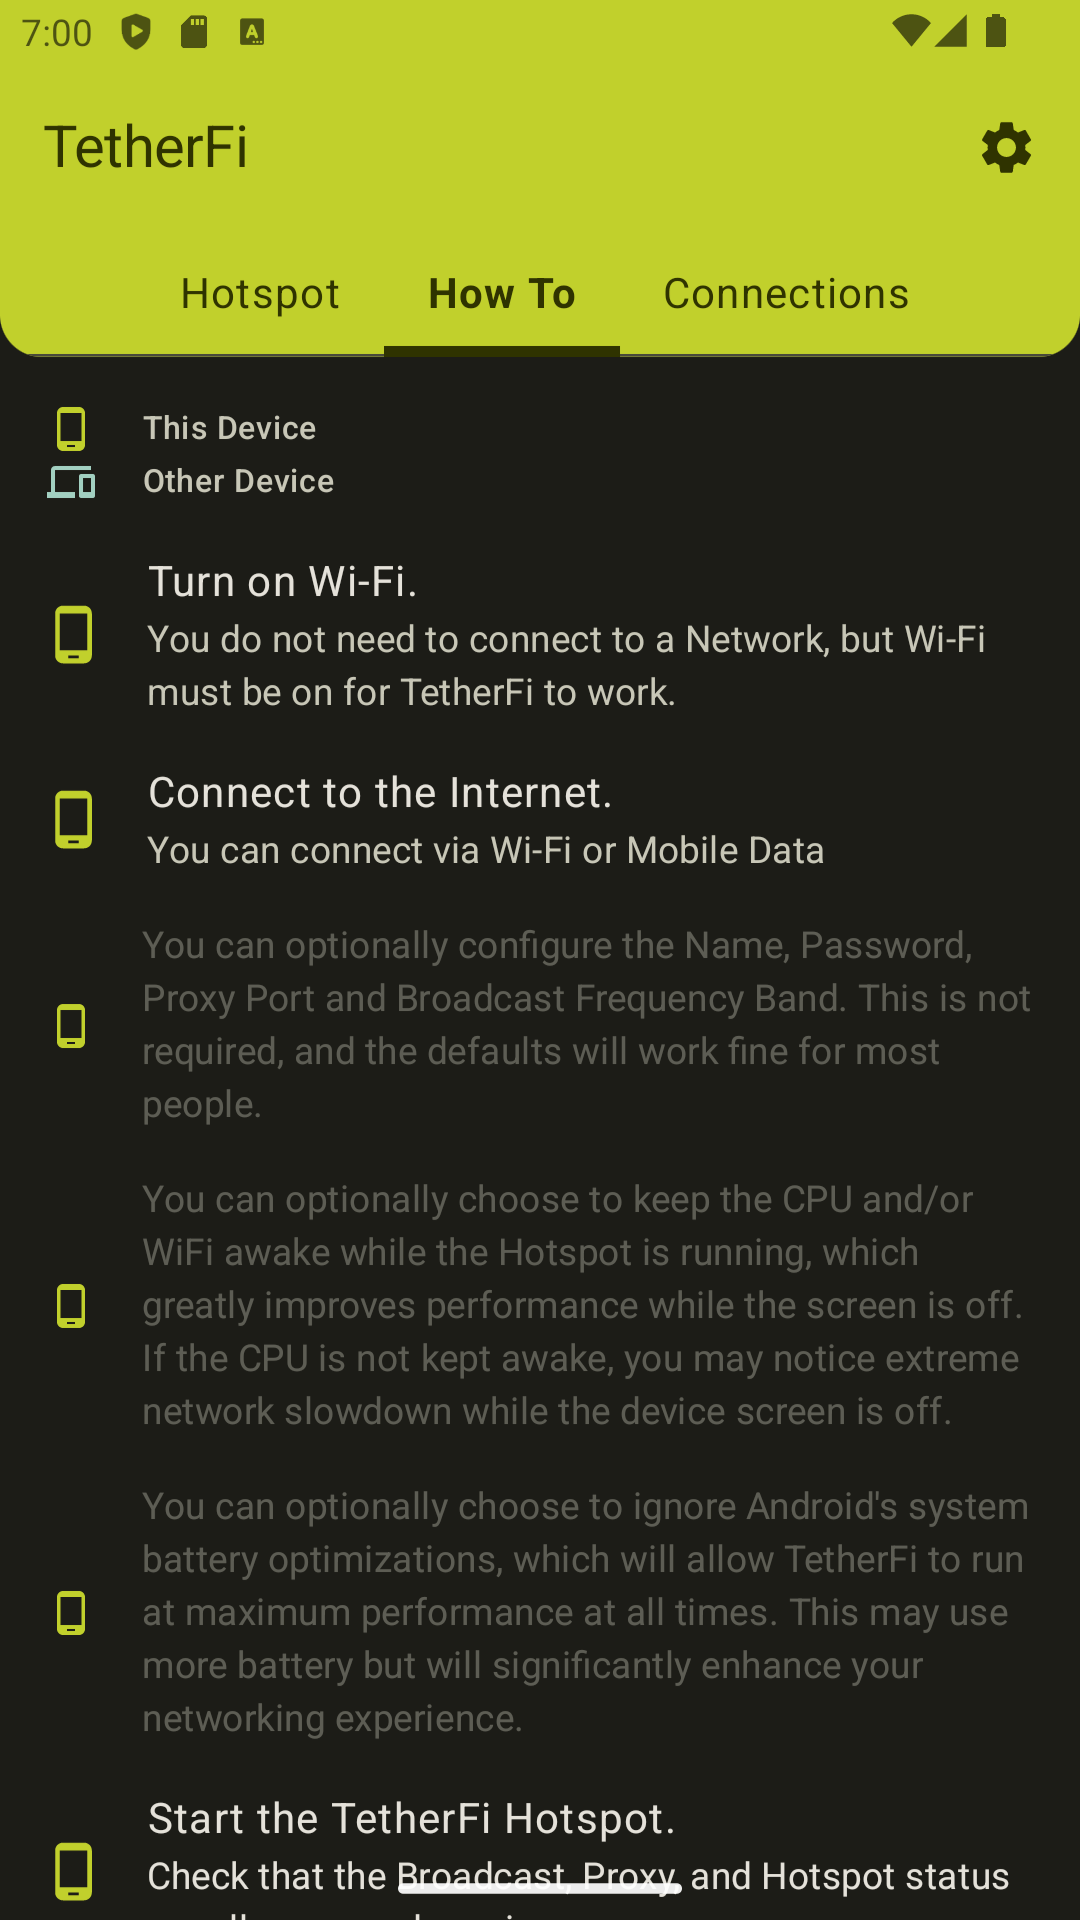 7:00
TetherFi
Hotspot
How To
Connections
This Device
Other Device
Turn on Wi-Fi.
You do not need to connect to a Network, but Wi-Fi
must be on for TetherFi to work.
Connect to the Internet.
You can connect via Wi-Fi or Mobile Data
You can optionally configure the Name, Password,
Proxy Port and Broadcast Frequency Band. This is not
required, and the defaults will work fine for most
people.
You can optionally choose to keep the CPU and/or
WiFi awake while the Hotspot is running, which
greatly improves performance while the screen is off.
If the CPU is not kept awake, you may notice extreme
network slowdown while the device screen is off.
You can optionally choose to ignore Android's system
battery optimizations, which will allow TetherFi to run
at maximum performance at all times. This may use
more battery but will significantly enhance your
networking experience.
Start the TetherFi Hotspot.
Check that the Broadcast, Proxy, and Hotspot status